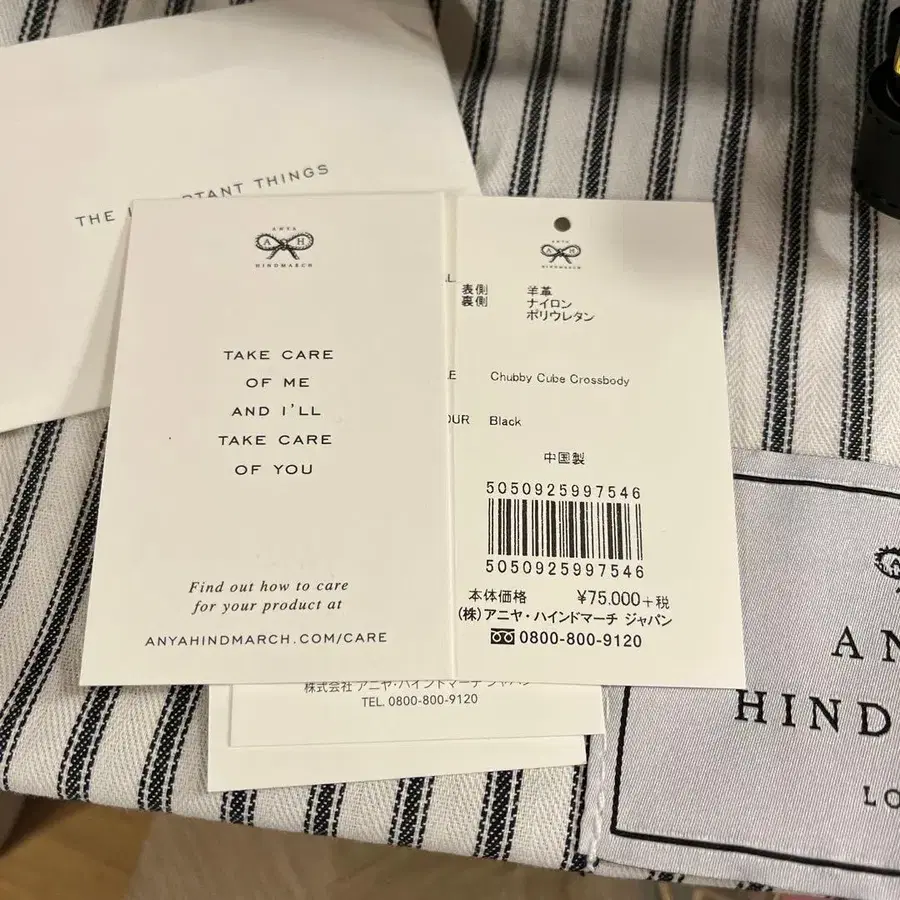 THE IMPORTANT THINGS
ANYA
A H
HINDMARCH
TAKE CARE
OF ME
AND I'LL
TAKE CARE
OF YOU
Find out how to care
for your product at
ANYAHINDMARCH.COM/CARE
ANYA
A H
HINDMARCH
表側 羊革
裏側 ナイロン
ポリウレタン
Chubby Cube Crossbody
OUR Black
中国製
5050925997546
5050925997546
本体価格 ¥75.000+税
(株)アニヤ・ハインドマーチ ジャパン
0800-800-9120
株式会社 アニヤ・ハインドマーチ ジャパン
TEL. 0800-800-9120
AN
HIND
LO